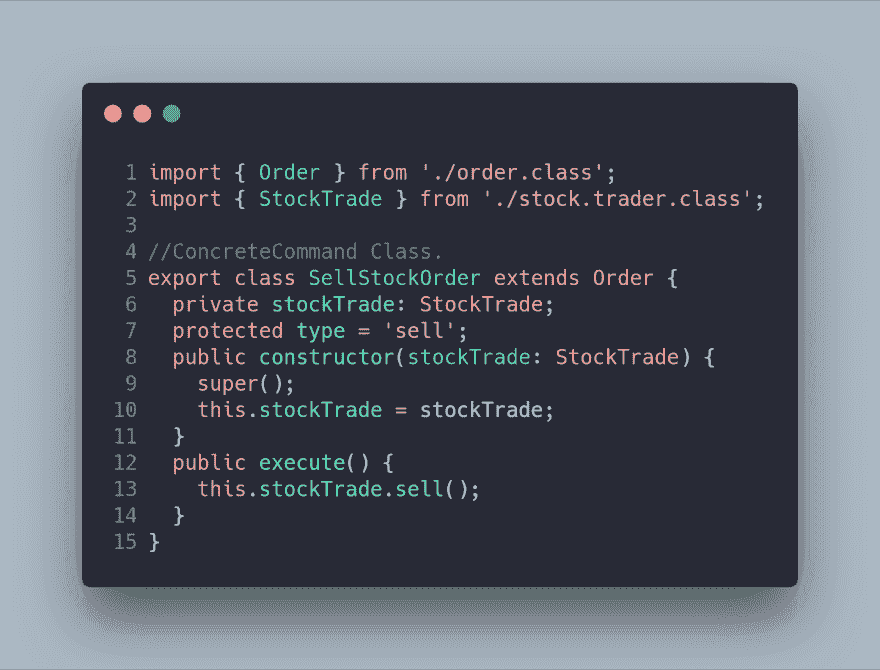 1 import { Order } from './order.class';
2 import { StockTrade } from './stock.trader.class';
3
4 //ConcreteCommand Class.
5 export class SellStockOrder extends Order {
6   private stockTrade: StockTrade;
7   protected type = 'sell';
8   public constructor(stockTrade: StockTrade) {
9     super();
10     this.stockTrade = stockTrade;
11   }
12   public execute() {
13     this.stockTrade.sell();
14   }
15 }